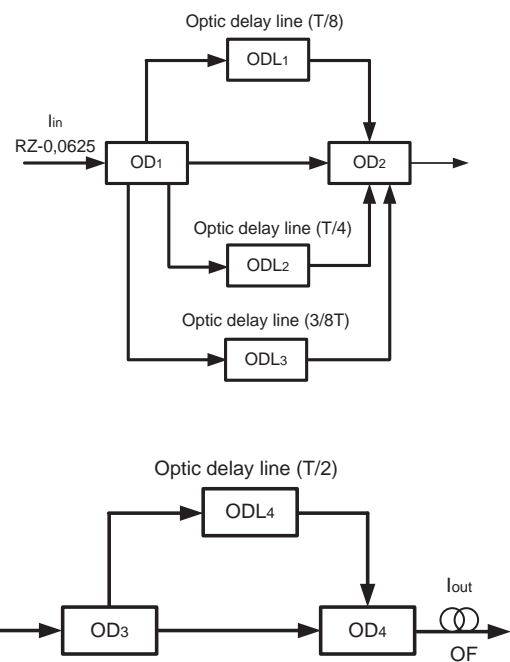 Optic delay line (T/8)
ODL1
Iin
RZ-0,0625
OD1
OD2
Optic delay line (T/4)
ODL2
Optic delay line (3/8T)
ODL3
Optic delay line (T/2)
ODL4
Iout
OD3
OD4
OF